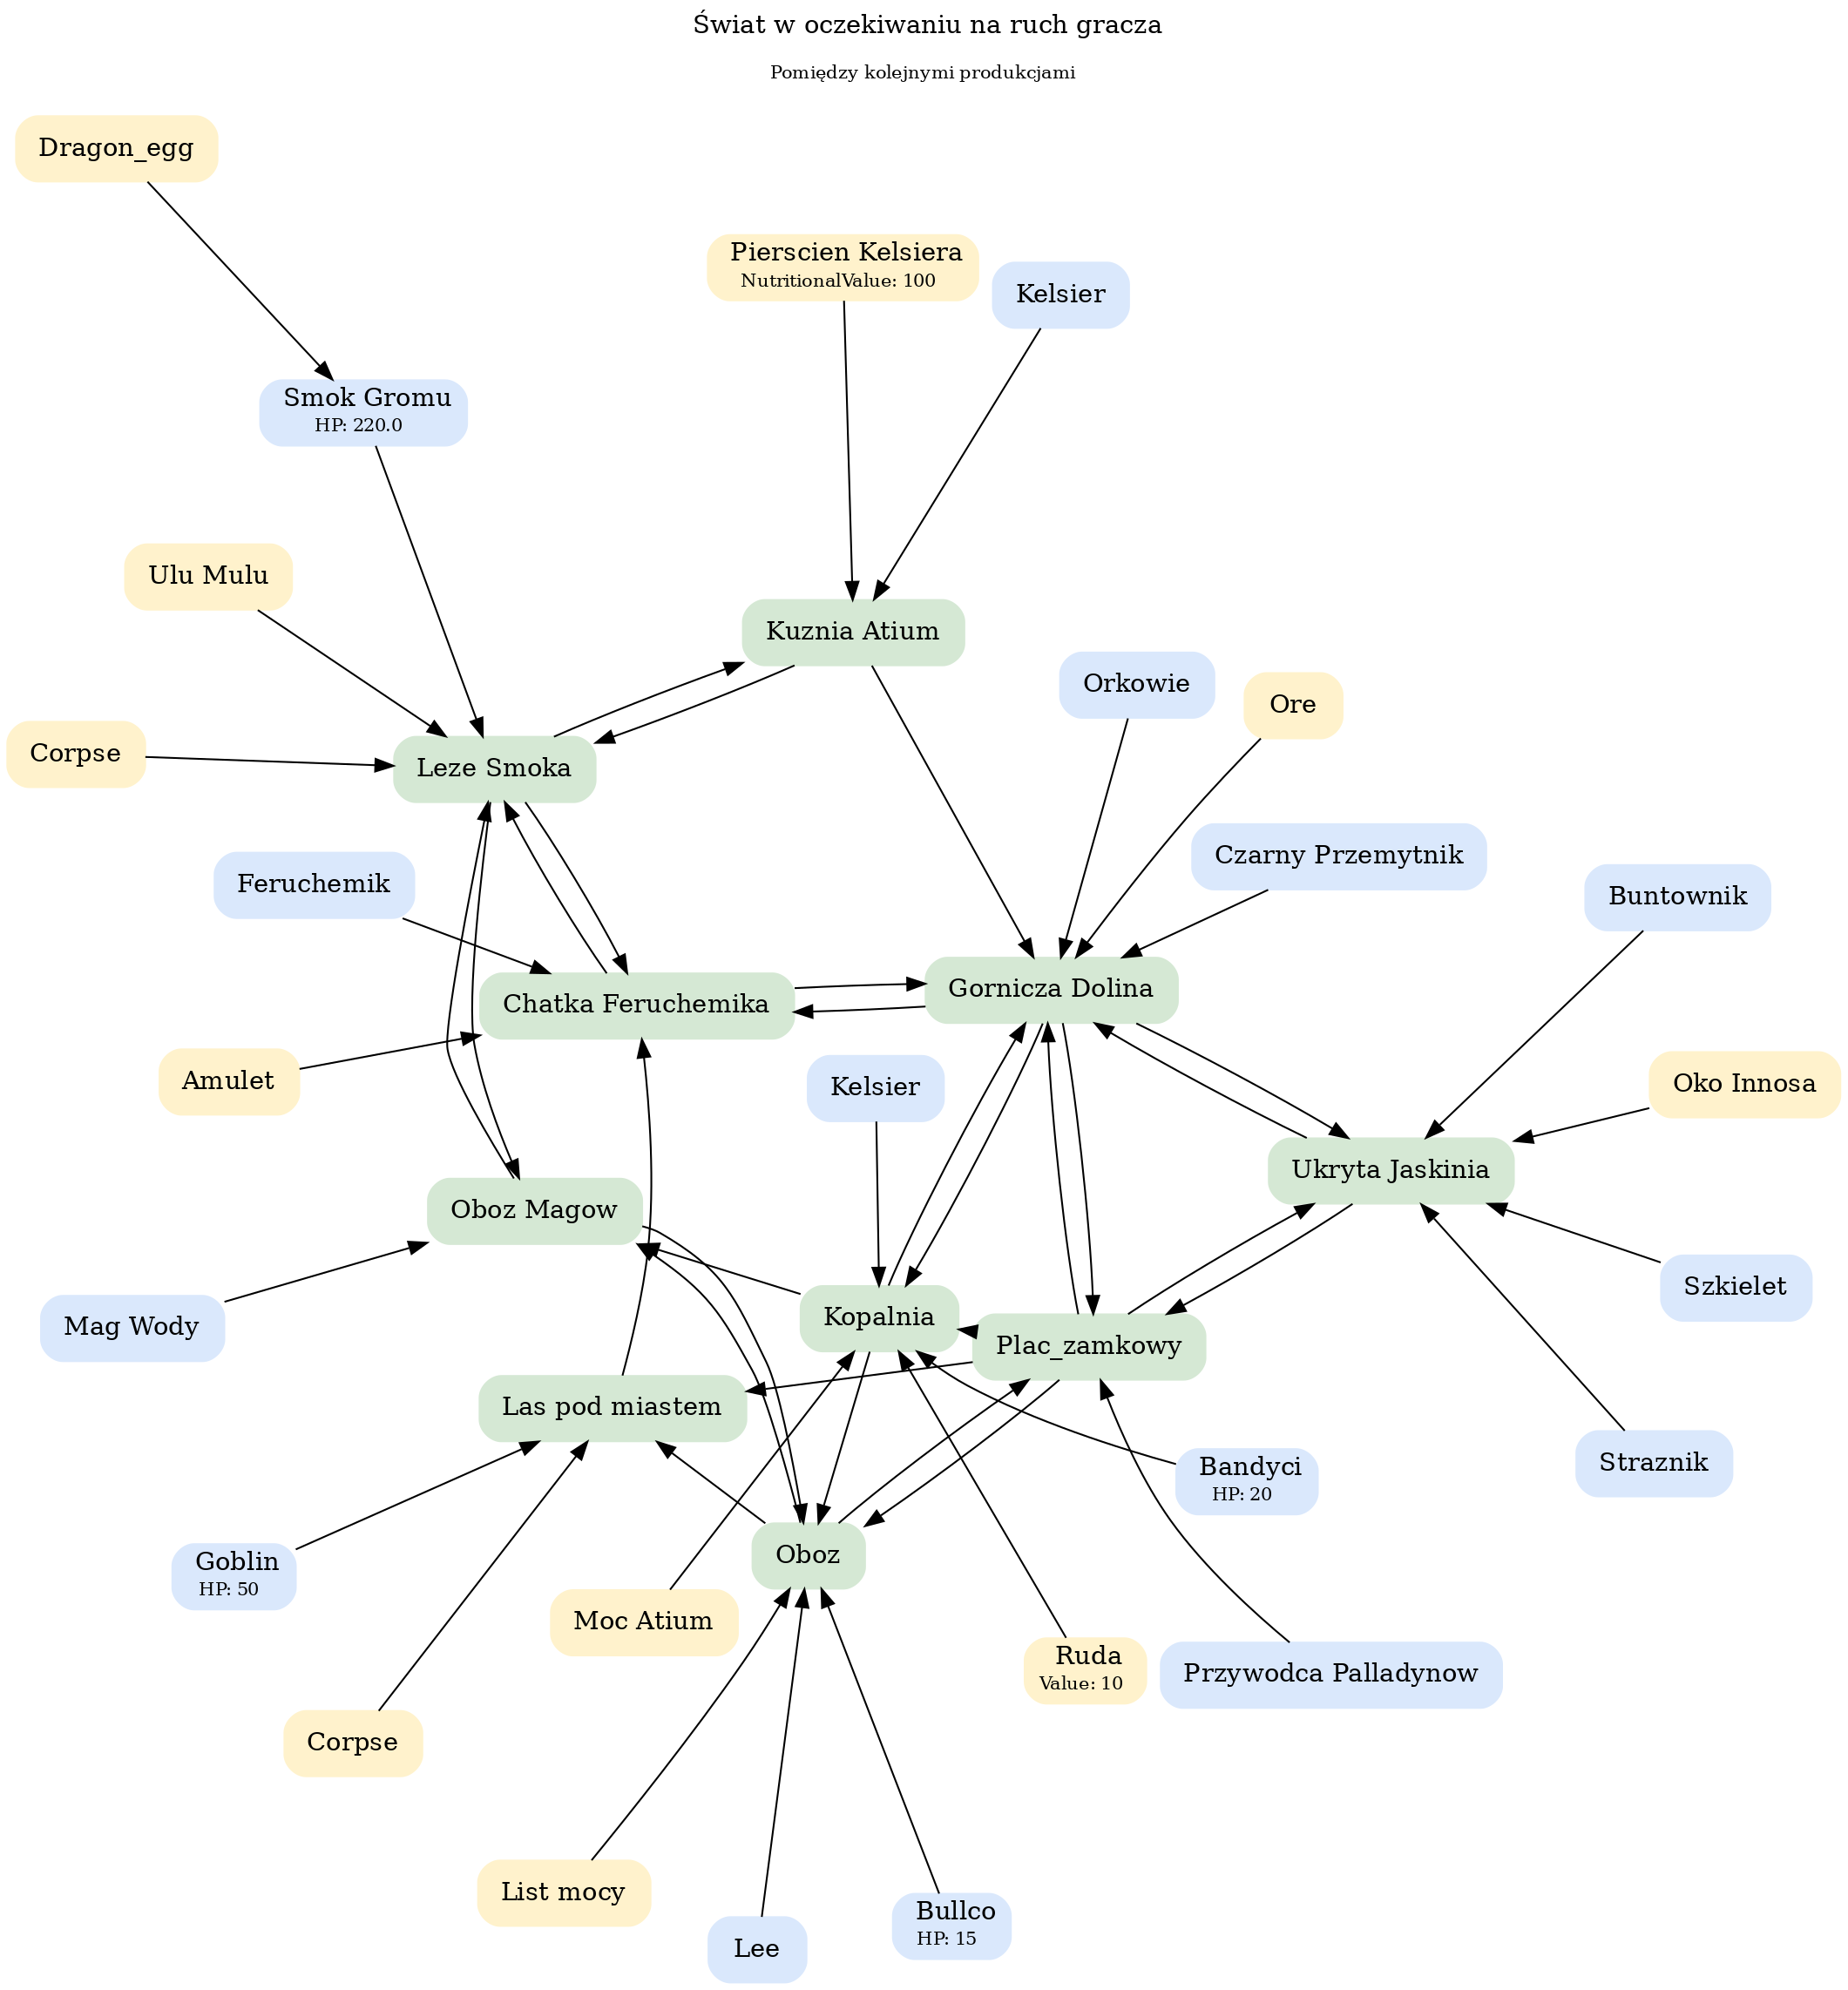 Świat w oczekiwaniu na ruch gracza
Pomiędzy kolejnymi produkcjami
Dragon_egg
Pierscien Kelsiera
NutritionalValue: 100
Kelsier
Smok Gromu
HP: 220.0
Ulu Mulu
Kuznia Atium
Orkowie
Ore
Corpse
Leze Smoka
Czarny Przemytnik
Feruchemik
Buntownik
Chatka Feruchemika
Gornicza Dolina
Amulet
Kelsier
Oko Innosa
Ukryta Jaskinia
Oboz Magow
Szkielet
Mag Wody
Kopalnia
Plac_zamkowy
Las pod miastem
Straznik
Bandyci
HP: 20
Goblin
HP: 50
Oboz
Moc Atium
Ruda
Value: 10
Przywodca Palladynow
Corpse
List mocy
Bullco
HP: 15
Lee